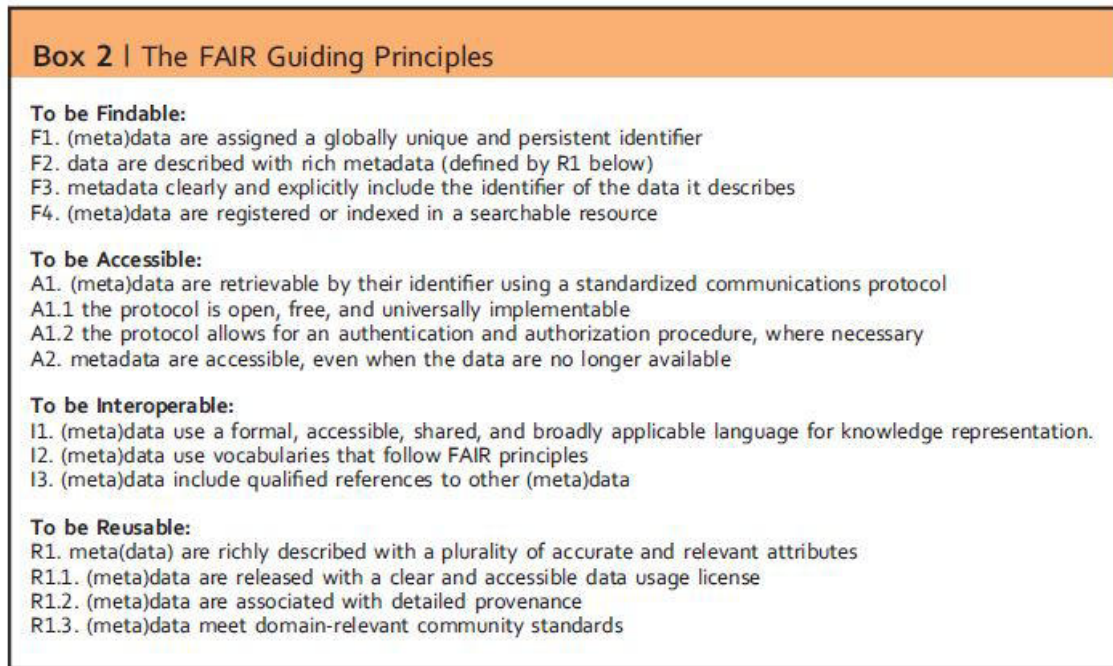 Box 2 | The FAIR Guiding Principles
To be Findable:
F1. (meta)data are assigned a globally unique and persistent identifier
F2. data are described with rich metadata (defined by R1 below)
F3. metadata clearly and explicitly include the identifier of the data it describes
F4. (meta)data are registered or indexed in a searchable resource
To be Accessible:
A1. (meta)data are retrievable by their identifier using a standardized communications protocol
A1.1 the protocol is open, free, and universally implementable
A1.2 the protocol allows for an authentication and authorization procedure, where necessary
A2. metadata are accessible, even when the data are no longer available
To be Interoperable:
I1. (meta)data use a formal, accessible, shared, and broadly applicable language for knowledge representation.
I2. (meta)data use vocabularies that follow FAIR principles
I3. (meta)data include qualified references to other (meta)data
To be Reusable:
R1. meta(data) are richly described with a plurality of accurate and relevant attributes
R1.1. (meta)data are released with a clear and accessible data usage license
R1.2. (meta)data are associated with detailed provenance
R1.3. (meta)data meet domain-relevant community standards